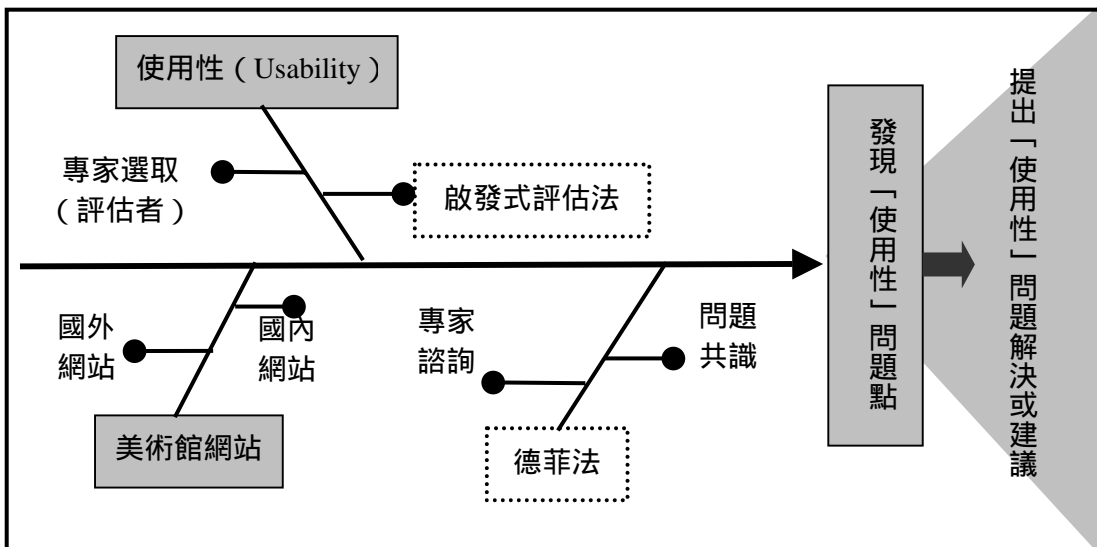 使用性（Usability）
專家選取
（評估者）
啟發式評估法
國外
網站
國內
網站
美術館網站
專家
諮詢
問題
共識
德菲法
發現「使用性」問題點
提出「使用性」問題解決或建議